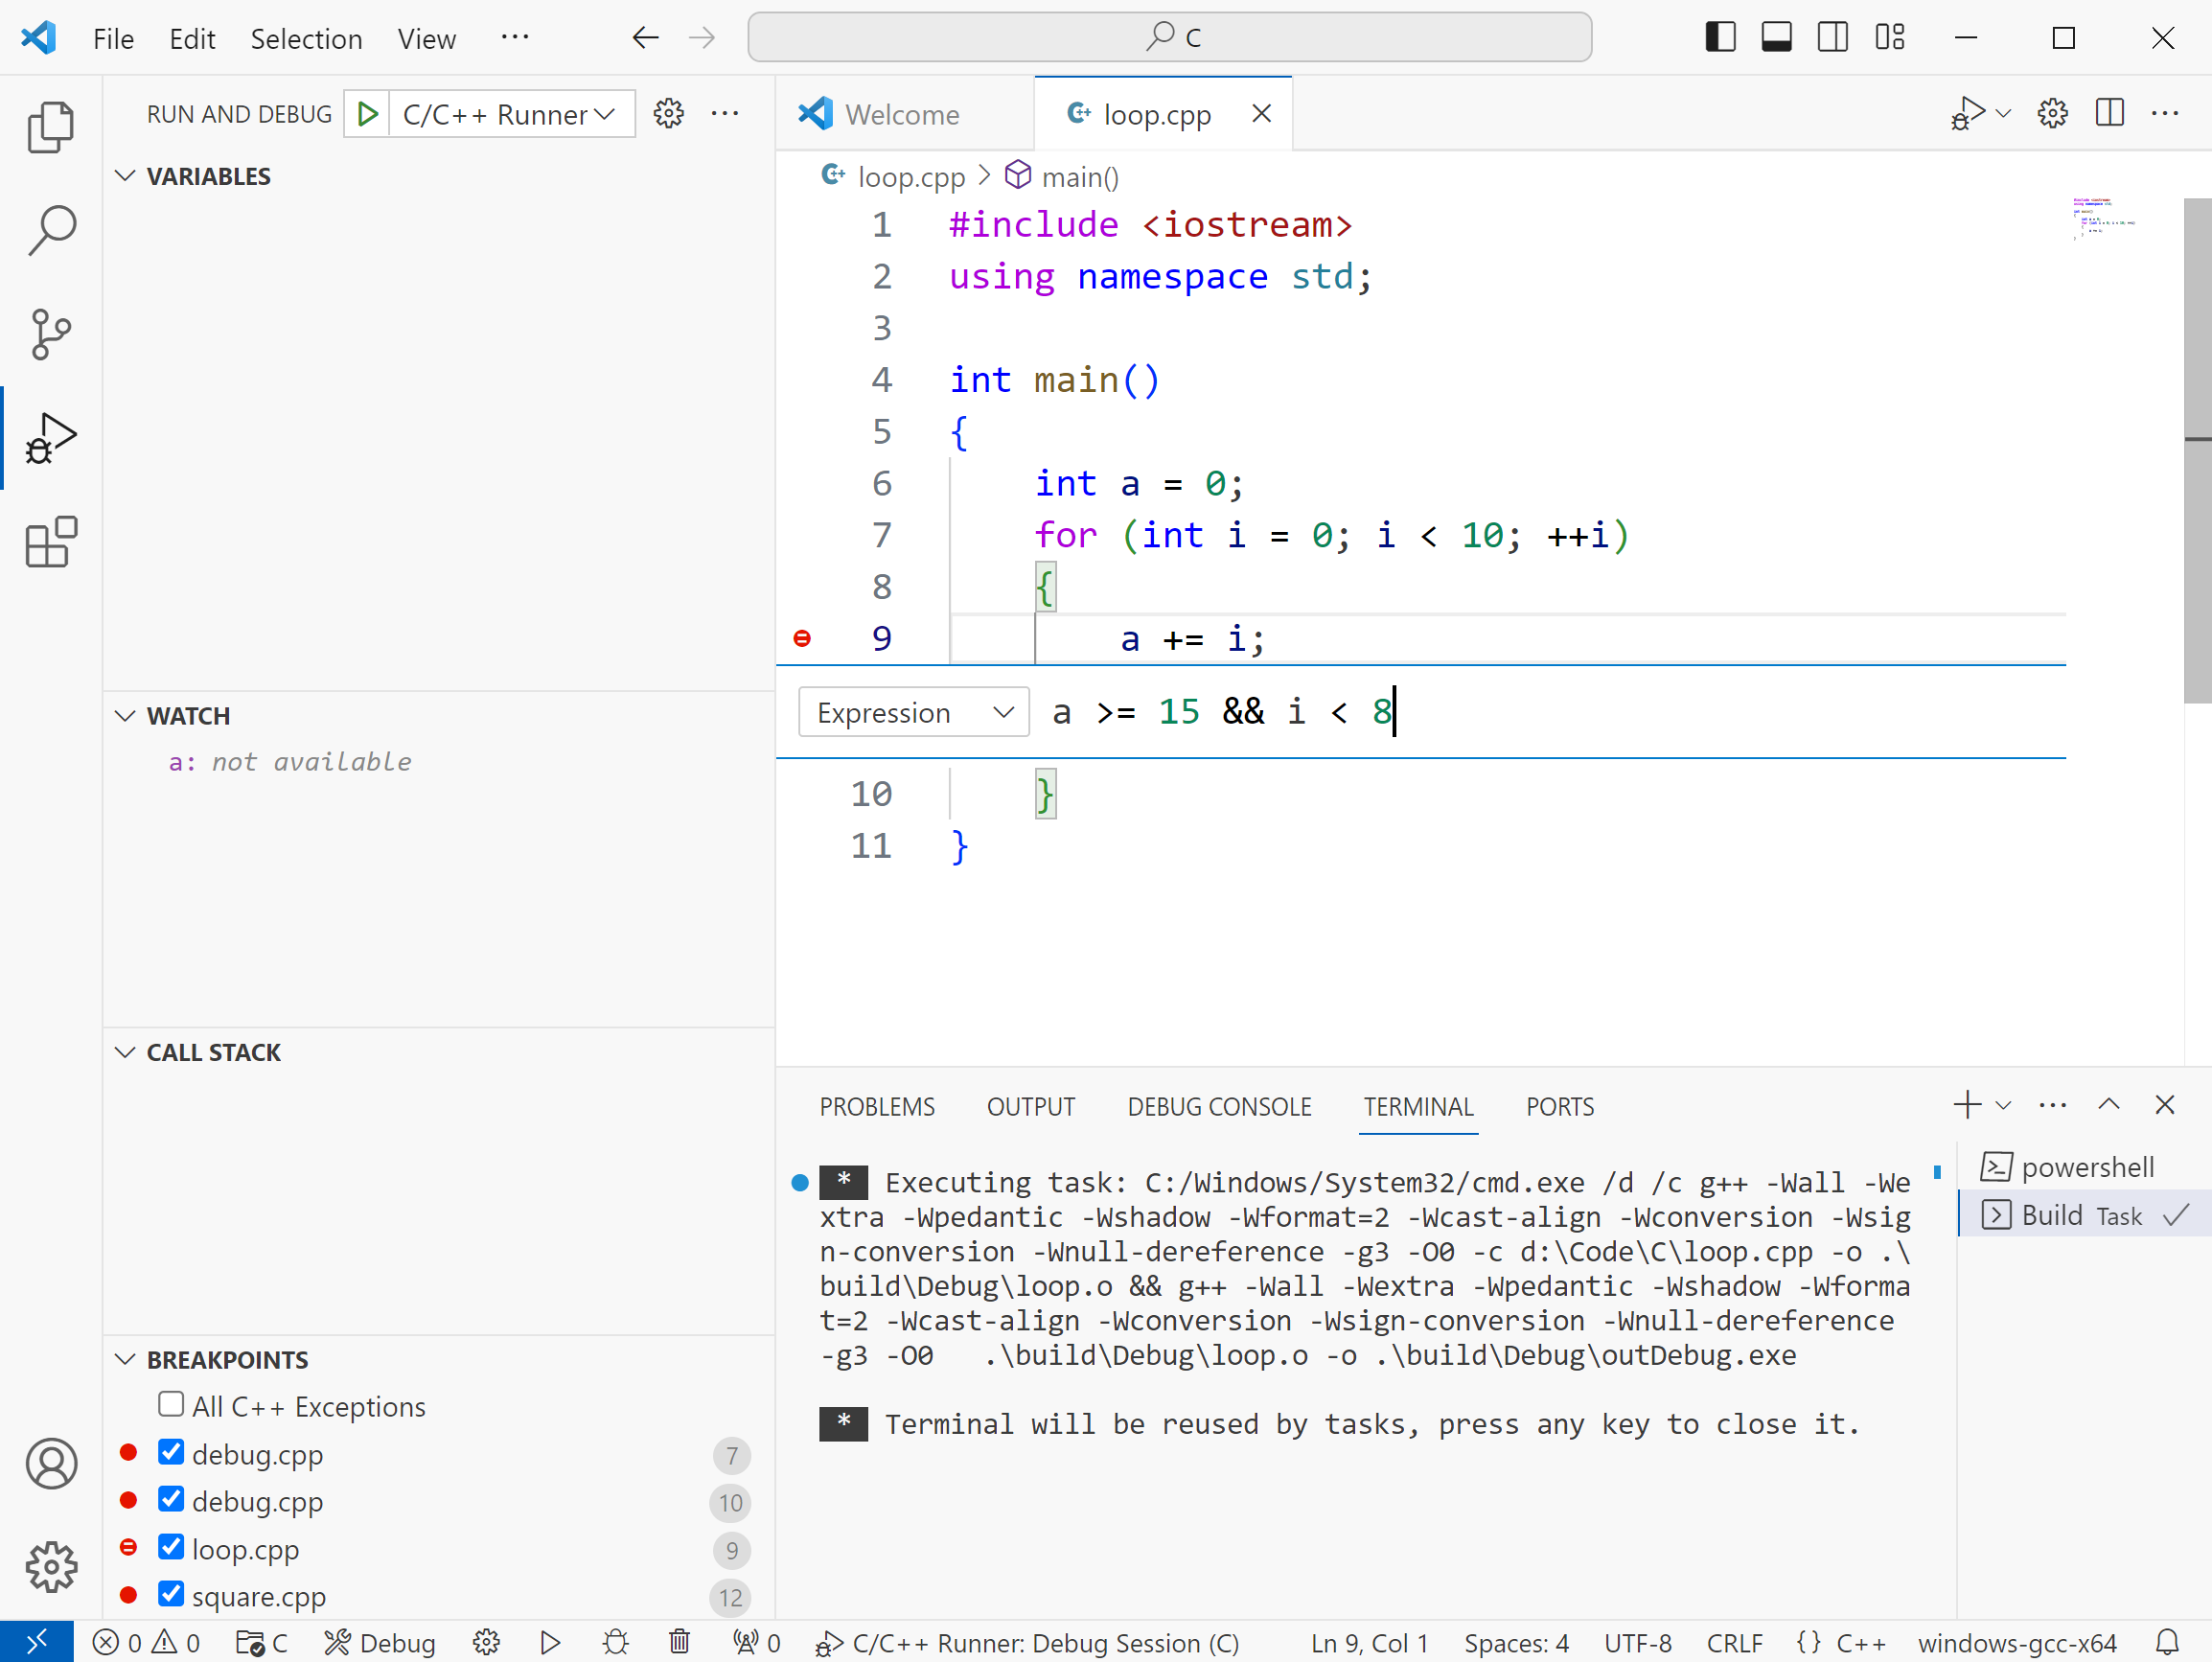 File Edit Selection View ···
C
RUN AND DEBUG C/C++ Runner
VARIABLES
WATCH
a: not available
CALL STACK
BREAKPOINTS
All C++ Exceptions
debug.cpp 7
debug.cpp 10
loop.cpp 9
square.cpp 12
Welcome loop.cpp
loop.cpp > main()
1 #include <iostream>
2 using namespace std;
3
4 int main()
5 {
6 int a = 0;
7 for (int i = 0; i < 10; ++i)
8 {
9 a += i;
Expression a >= 15 && i < 8
10 }
11 }
PROBLEMS OUTPUT DEBUG CONSOLE TERMINAL PORTS
* Executing task: C:/Windows/System32/cmd.exe /d /c g++ -Wall -We
xtra -Wpedantic -Wshadow -Wformat=2 -Wcast-align -Wconversion -Wsig
n-conversion -Wnull-dereference -g3 -O0 -c d:\Code\C\loop.cpp -o .\
build\Debug\loop.o && g++ -Wall -Wextra -Wpedantic -Wshadow -Wforma
t=2 -Wcast-align -Wconversion -Wsign-conversion -Wnull-dereference
-g3 -O0 .\build\Debug\loop.o -o .\build\Debug\outDebug.exe
* Terminal will be reused by tasks, press any key to close it.
powershell
Build Task
0 0 C Debug 0 C/C++ Runner: Debug Session (C) Ln 9, Col 1 Spaces: 4 UTF-8 CRLF {} C++ windows-gcc-x64